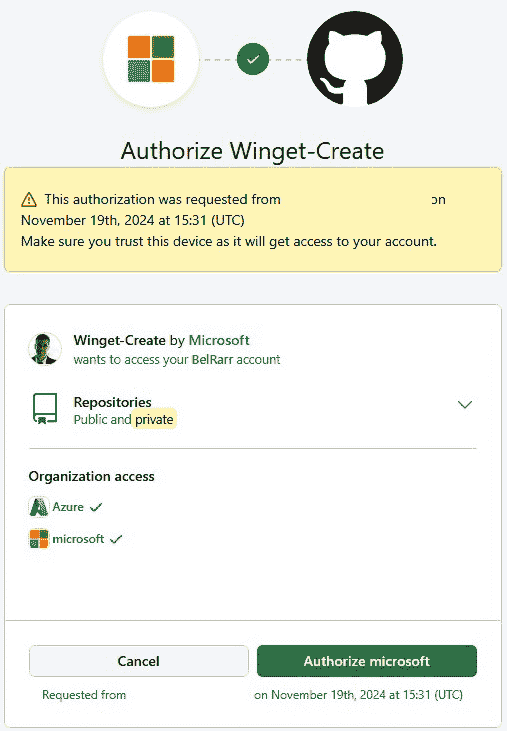 Authorize Winget-Create
This authorization was requested from on
November 19th, 2024 at 15:31 (UTC)
Make sure you trust this device as it will get access to your account.
Winget-Create by Microsoft
wants to access your BelRarr account
Repositories
Public and private
Organization access
Azure
microsoft
Cancel
Authorize microsoft
Requested from on November 19th, 2024 at 15:31 (UTC)